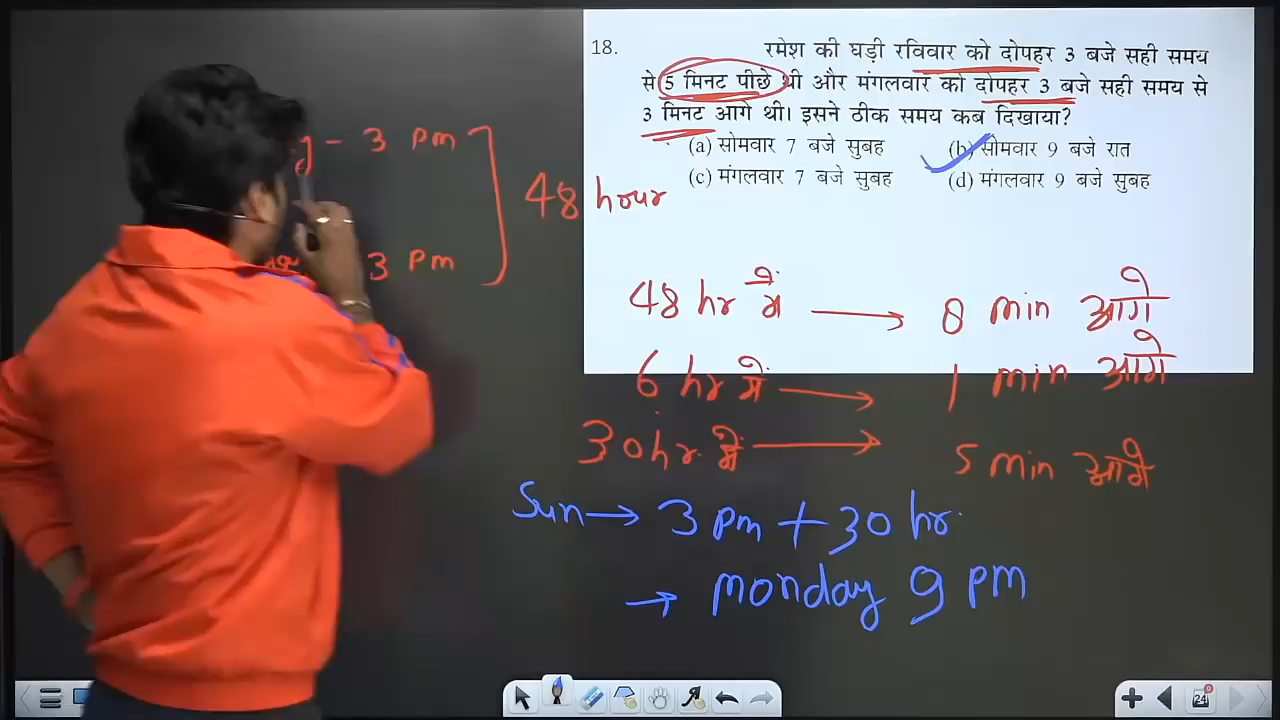 18. रमेश की घड़ी रविवार को दोपहर 3 बजे सही समय
से 5 मिनट पीछे थी और मंगलवार को दोपहर 3 बजे सही समय से
3 मिनट आगे थी। इसने ठीक समय कब दिखाया?
(a) सोमवार 7 बजे सुबह (b) सोमवार 9 बजे रात
(c) मंगलवार 7 बजे सुबह (d) मंगलवार 9 बजे सुबह
- 3 pm
48 hour
3 pm
48 hr में → 8 min आगे
6 hr में → 1 min आगे
30 hr. में → 5 min आगे
Sun → 3 pm + 30 hr.
→ monday 9 pm
24